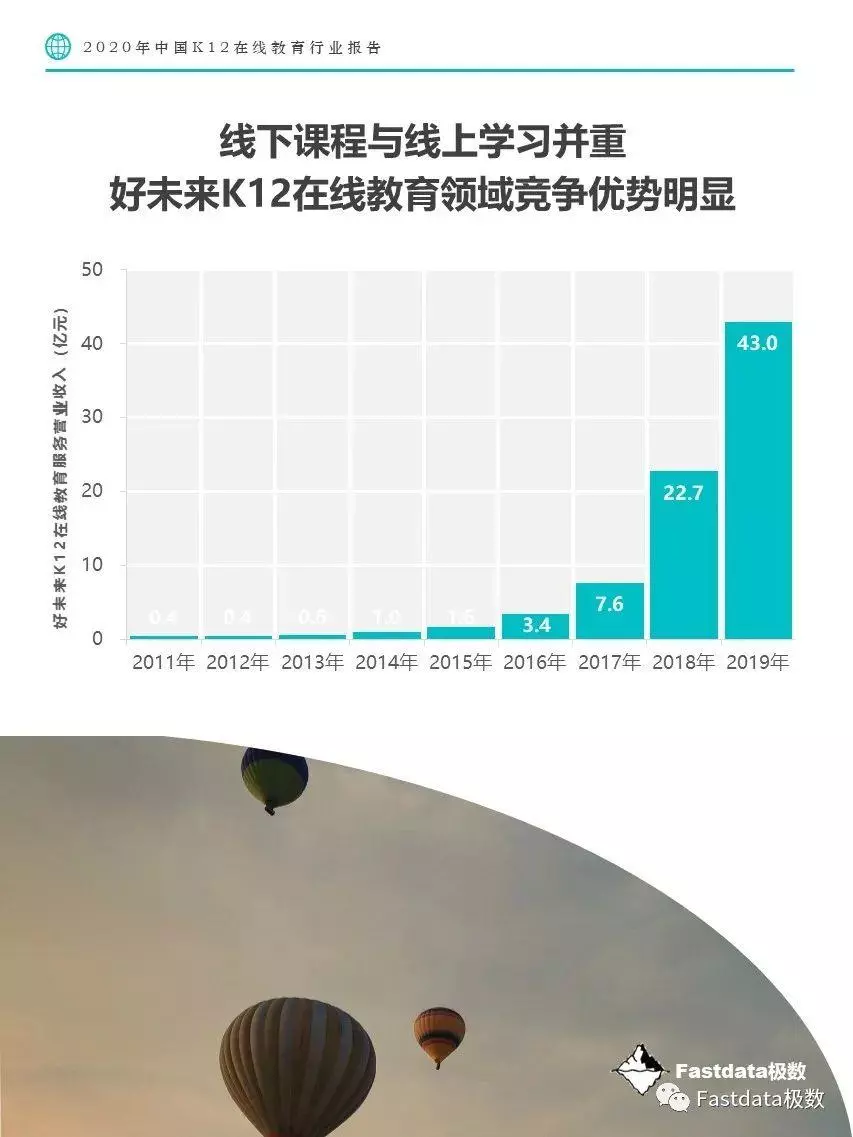 2020年中国K12在线教育行业报告
线下课程与线上学习并重
好未来K12在线教育领域竞争优势明显
好未来K12在线教育服务营业收入（亿元）
50
40
30
20
10
0
0.4
0.4
0.6
1.0
1.6
3.4
7.6
22.7
43.0
2011年
2012年
2013年
2014年
2015年
2016年
2017年
2018年
2019年
Fastdata极数
Fastdata极数